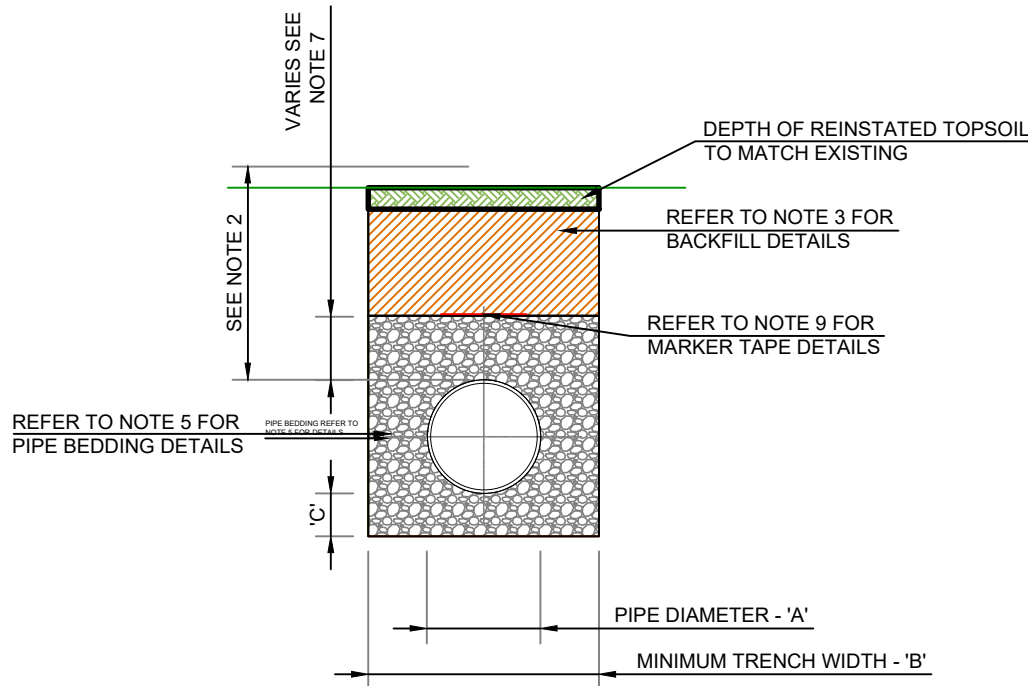 VARIES SEE
NOTE 7
DEPTH OF REINSTATED TOPSOIL
TO MATCH EXISTING
SEE NOTE 2
REFER TO NOTE 3 FOR
BACKFILL DETAILS
REFER TO NOTE 9 FOR
MARKER TAPE DETAILS
REFER TO NOTE 5 FOR
PIPE BEDDING DETAILS
PIPE BEDDING REFER TO
NOTE 5 FOR DETAILS
'C'
PIPE DIAMETER - 'A'
MINIMUM TRENCH WIDTH - 'B'